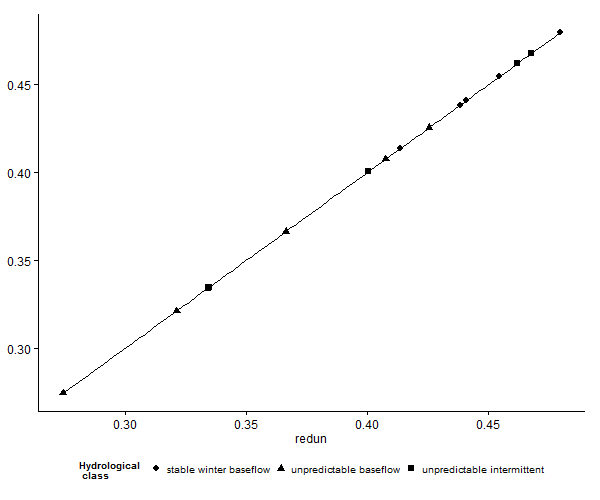 0.45
0.40
0.35
0.30
0.30 0.35 0.40 0.45
redun
Hydrological
class
stable winter baseflow unpredictable baseflow unpredictable intermittent